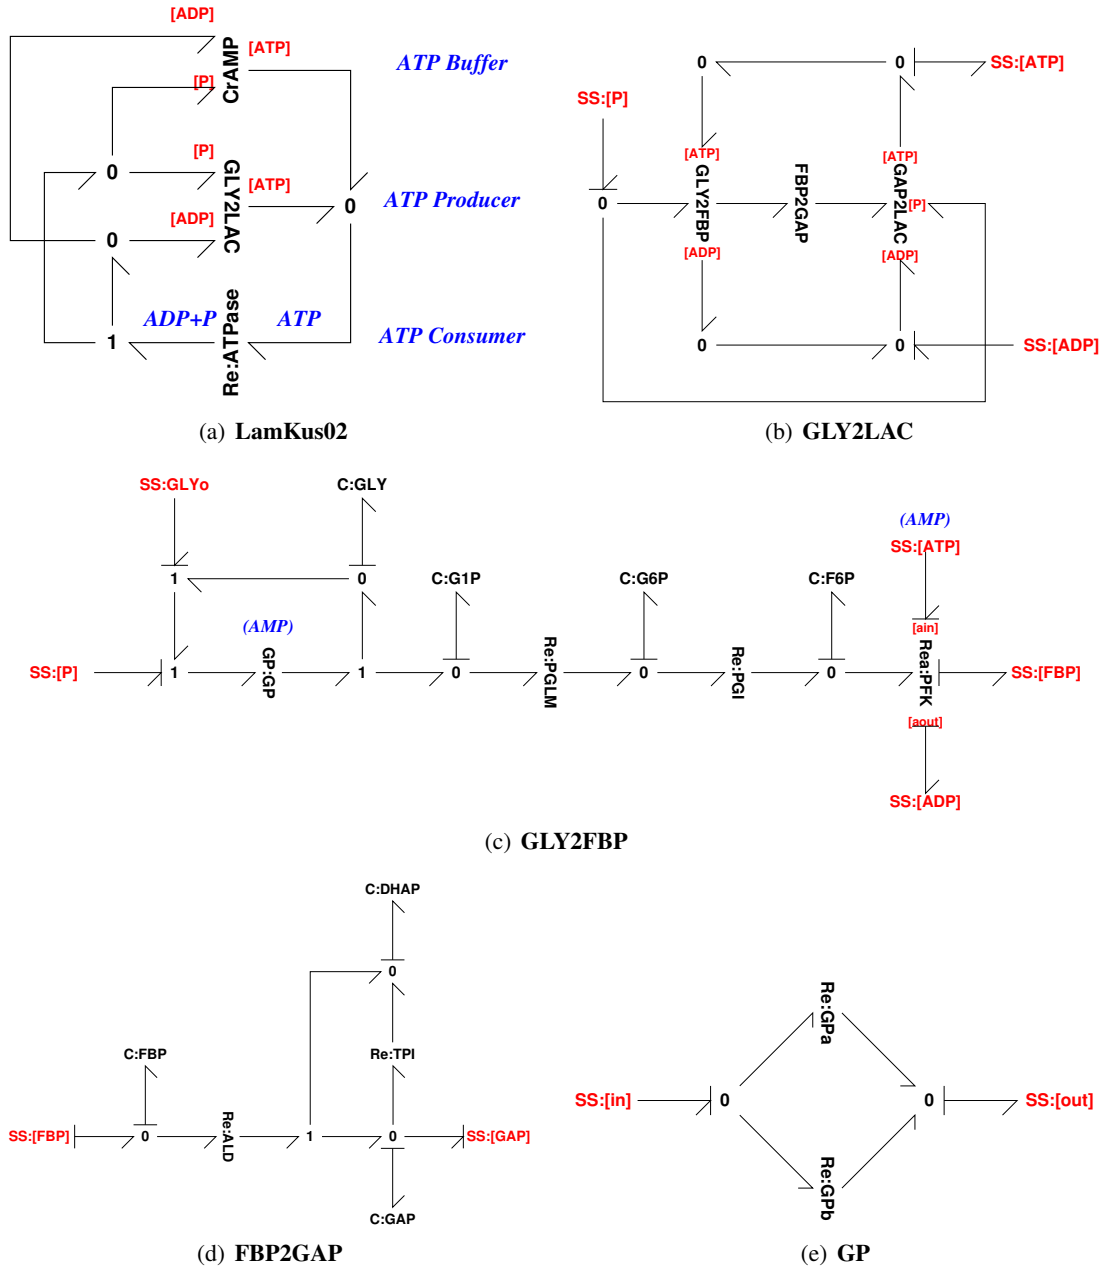 [ADP]
[ATP]
CrAMP
ATP Buffer
[P]
0
[P]
GLY2LAC
[ATP]
0
ATP Producer
[ADP]
0
ADP+P
ATP
1
Re:ATPase
ATP Consumer
(a) LamKus02
0
0
SS:[ATP]
SS:[P]
[ATP]
[ATP]
0
GLY2FBP
FBP2GAP
GAP2LAC
[P]
[ADP]
[ADP]
0
0
SS:[ADP]
(b) GLY2LAC
SS:GLYo
C:GLY
(AMP)
SS:[ATP]
1
0
C:G1P
C:G6P
C:F6P
(AMP)
[ain]
SS:[P]
1
GP:GP
1
0
Re:PGLM
0
Re:PGI
0
Rea:PFK
SS:[FBP]
[aout]
SS:[ADP]
(c) GLY2FBP
C:DHAP
0
C:FBP
Re:TPI
SS:[FBP]
0
Re:ALD
1
0
SS:[GAP]
C:GAP
(d) FBP2GAP
Re:GPa
SS:[in]
0
0
SS:[out]
Re:GPb
(e) GP